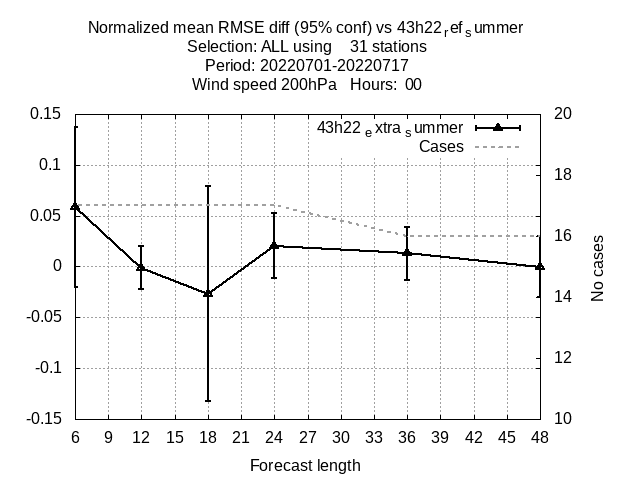 Normalized mean RMSE diff (95% conf) vs 43h22refsummer
Selection: ALL using    31 stations
Period: 20220701-20220717
Wind speed 200hPa   Hours:  00
0.15
0.1
0.05
0
-0.05
-0.1
-0.15
43h22extrasummer
Cases
20
18
16
14
12
10
No cases
6 9 12 15 18 21 24 27 30 33 36 39 42 45 48
Forecast length